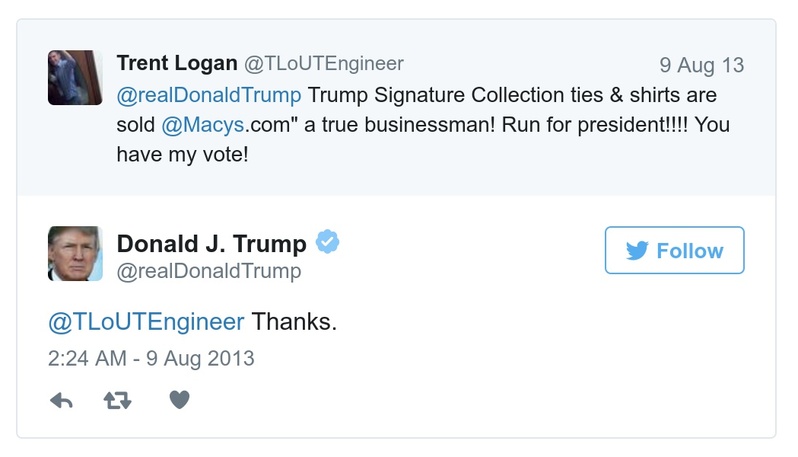 Trent Logan @TLoUTEngineer 9 Aug 13
@realDonaldTrump Trump Signature Collection ties & shirts are
sold @Macys.com" a true businessman! Run for president!!!! You
have my vote!
Donald J. Trump
@realDonaldTrump
Follow
@TLoUTEngineer Thanks.
2:24 AM - 9 Aug 2013